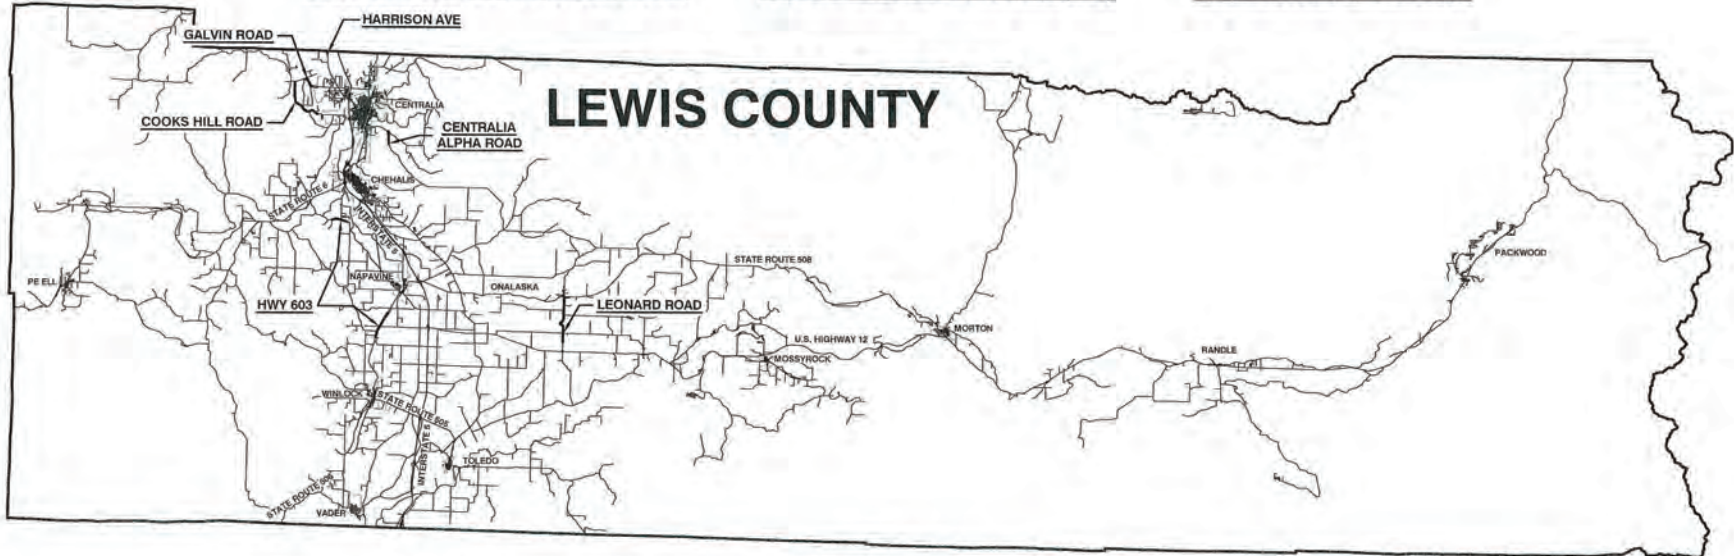 HARRISON AVE
GALVIN ROAD
LEWIS COUNTY
CENTRALIA
COOKS HILL ROAD
CENTRALIA
ALPHA ROAD
CHEHALIS
STATE ROUTE 6
INTERSTATE 5
STATE ROUTE 508
PACKWOOD
PE ELL
NAPAVINE
ONALASKA
HWY 603
LEONARD ROAD
MORTON
U.S. HIGHWAY 12
RANDLE
MOSSYROCK
WINLOCK
STATE ROUTE 505
INTERSTATE 5
TOLEDO
STATE ROUTE 506
VADER